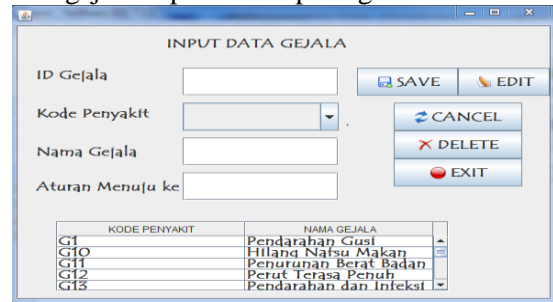 INPUT DATA GEJALA
ID Gejala
SAVE EDIT
Kode Penyakit
CANCEL
Nama Gejala
DELETE
Aturan Menuju ke
EXIT
KODE PENYAKIT NAMA GEJALA
G1 Pendarahan Gusi
G10 Hilang Nafsu Makan
G11 Penurunan Berat Badan
G12 Perut Terasa Penuh
G13 Pendarahan dan Infeksi